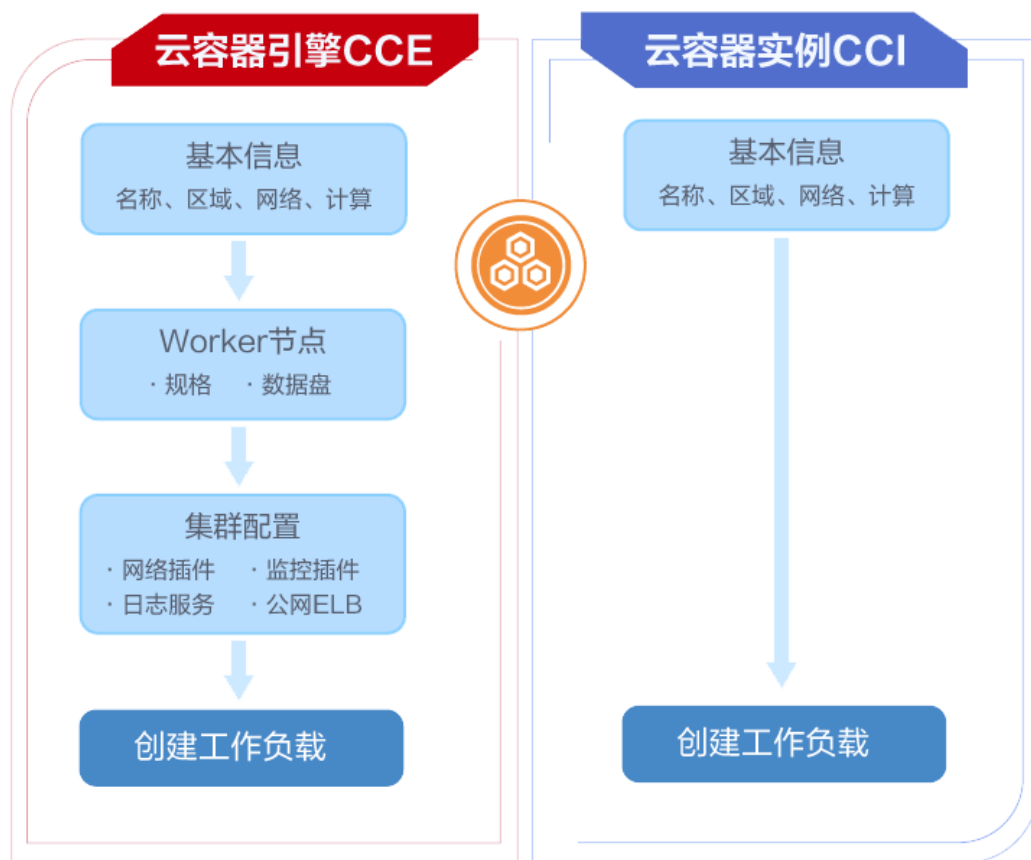 云容器引擎CCE
基本信息
名称、区域、网络、计算
Worker节点
· 规格 · 数据盘
集群配置
· 网络插件 · 监控插件
· 日志服务 · 公网ELB
创建工作负载
云容器实例CCI
基本信息
名称、区域、网络、计算
创建工作负载